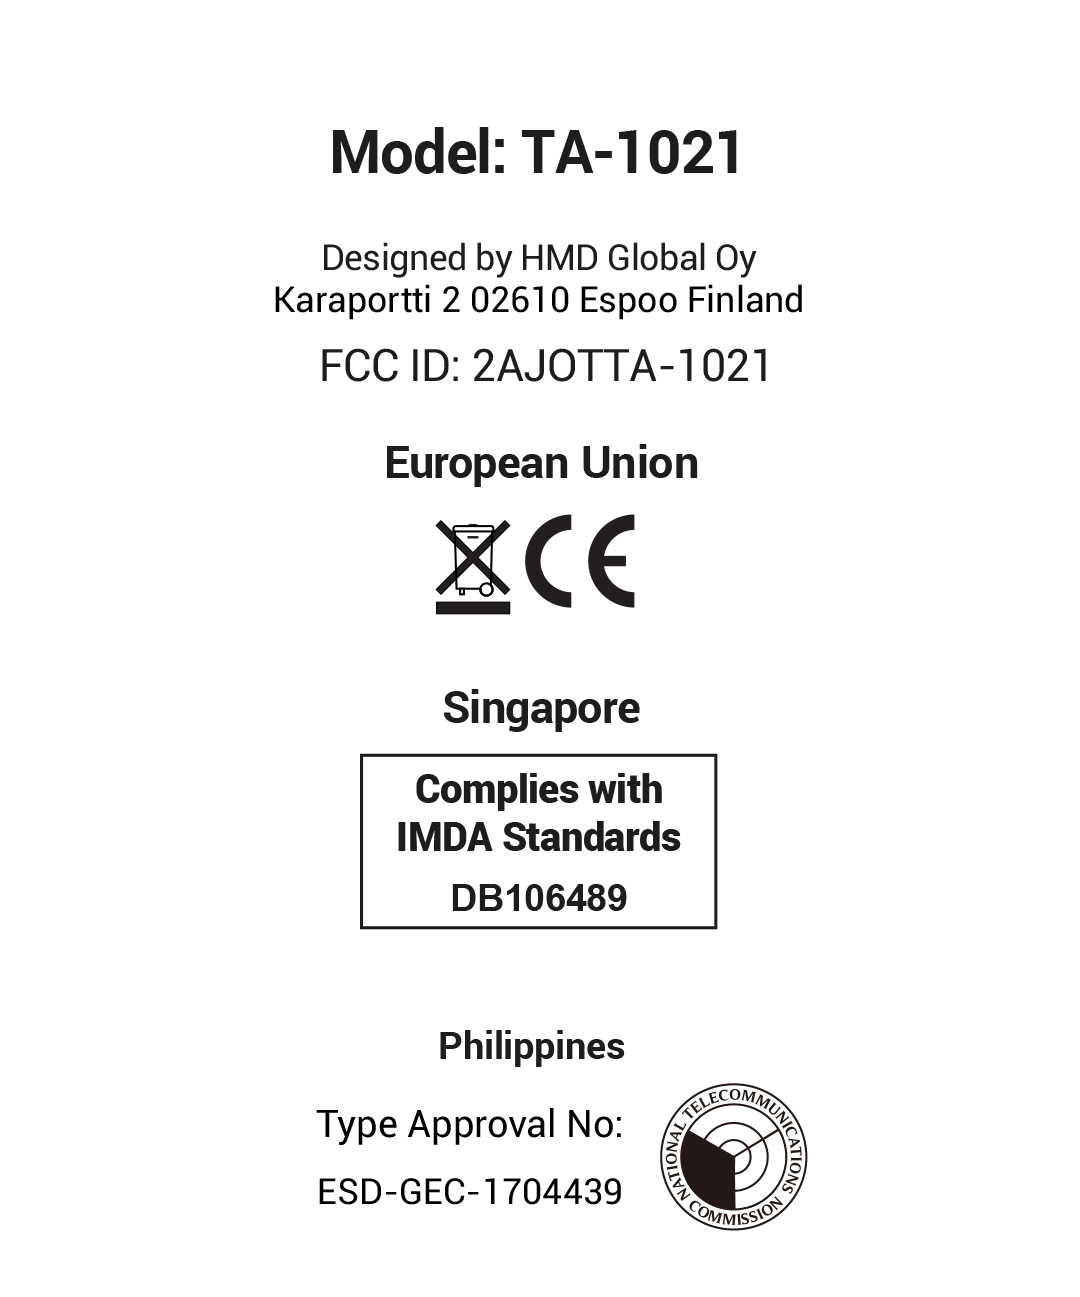 Model: TA-1021
Designed by HMD Global Oy
Karaportti 2 02610 Espoo Finland
FCC ID: 2AJOTTA-1021
European Union
CE
Singapore
Complies with
IMDA Standards
DB106489
Philippines
Type Approval No:
ESD-GEC-1704439
NATIONAL TELECOMMUNICATIONS COMMISSION